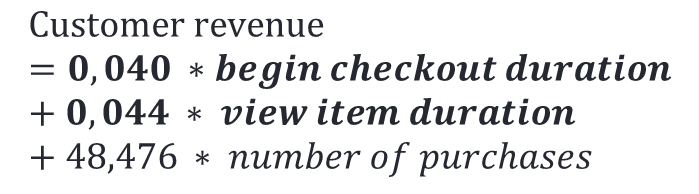 Customer revenue
= 0,040 * begin checkout duration
+ 0,044 * view item duration
+ 48,476 * number of purchases